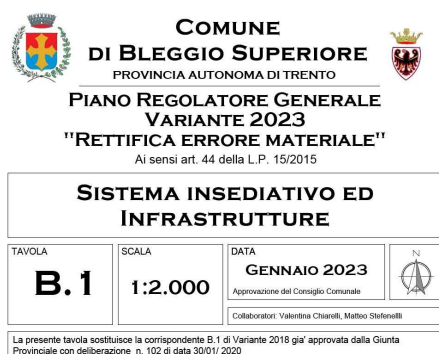 COMUNE
DI BLEGGIO SUPERIORE
PROVINCIA AUTONOMA DI TRENTO
PIANO REGOLATORE GENERALE
VARIANTE 2023
"RETTIFICA ERRORE MATERIALE"
Ai sensi art. 44 della L.P. 15/2015
SISTEMA INSEDIATIVO ED
INFRASTRUTTURE
TAVOLA
B.1
SCALA
1:2.000
DATA
GENNAIO 2023
Approvazione del Consiglio Comunale
Collaboratori: Valentina Chiarelli, Matteo Stefenellli
N
La presente tavola sostituisce la corrispondente B.1 di Variante 2018 gia' approvata dalla Giunta
Provinciale con deliberazione n. 102 di data 30/01/ 2020